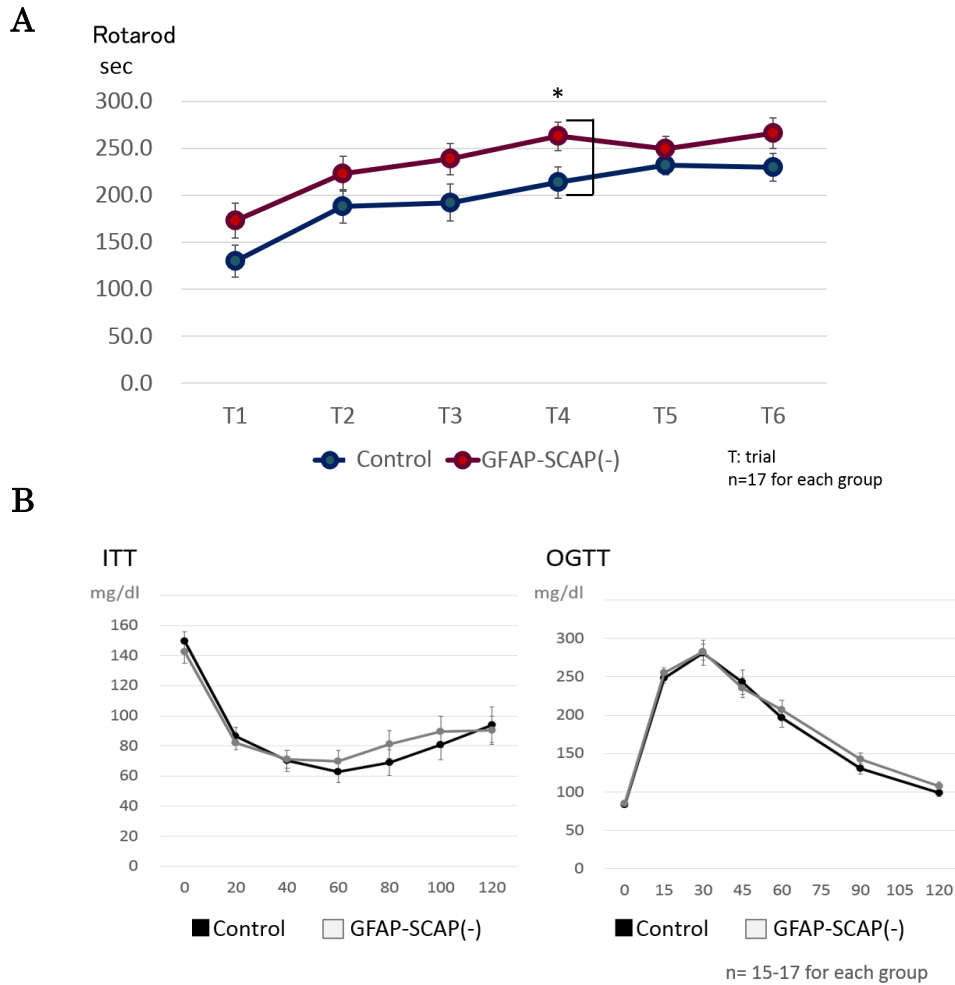 A
Rotarod
sec
*
300.0
250.0
200.0
150.0
100.0
50.0
0.0
T1 T2 T3 T4 T5 T6
Control GFAP-SCAP(-)
T: trial
n=17 for each group
B
ITT
mg/dl
160
140
120
100
80
60
40
20
0
0 20 40 60 80 100 120
Control GFAP-SCAP(-)
OGTT
mg/dl
300
250
200
150
100
50
0
0 15 30 45 60 75 90 105 120
Control GFAP-SCAP(-)
n= 15-17 for each group